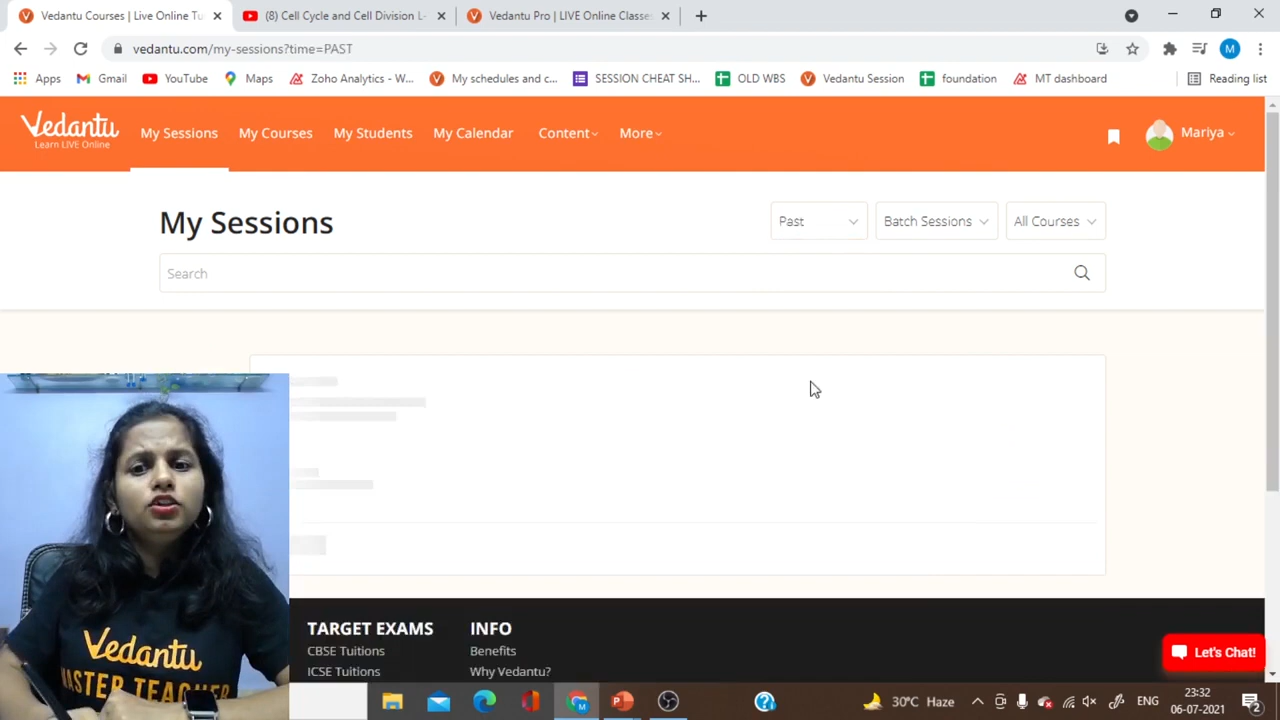 Vedantu Courses | Live Online Tu
(8) Cell Cycle and Cell Division L-
Vedantu Pro | LIVE Online Classes
vedantu.com/my-sessions?time=PAST
M
Apps
Gmail
YouTube
Maps
Zoho Analytics - W...
My schedules and c...
SESSION CHEAT SH...
OLD WBS
Vedantu Session
foundation
MT dashboard
Reading list
Vedantu
Learn LIVE Online
My Sessions
My Courses
My Students
My Calendar
Content
More
Mariya
My Sessions
Past
Batch Sessions
All Courses
Search
TARGET EXAMS
CBSE Tuitions
ICSE Tuitions
INFO
Benefits
Why Vedantu?
Let's Chat!
Vedantu
MASTER TEACHER
30°C Haze
ENG
23:32
06-07-2021
2